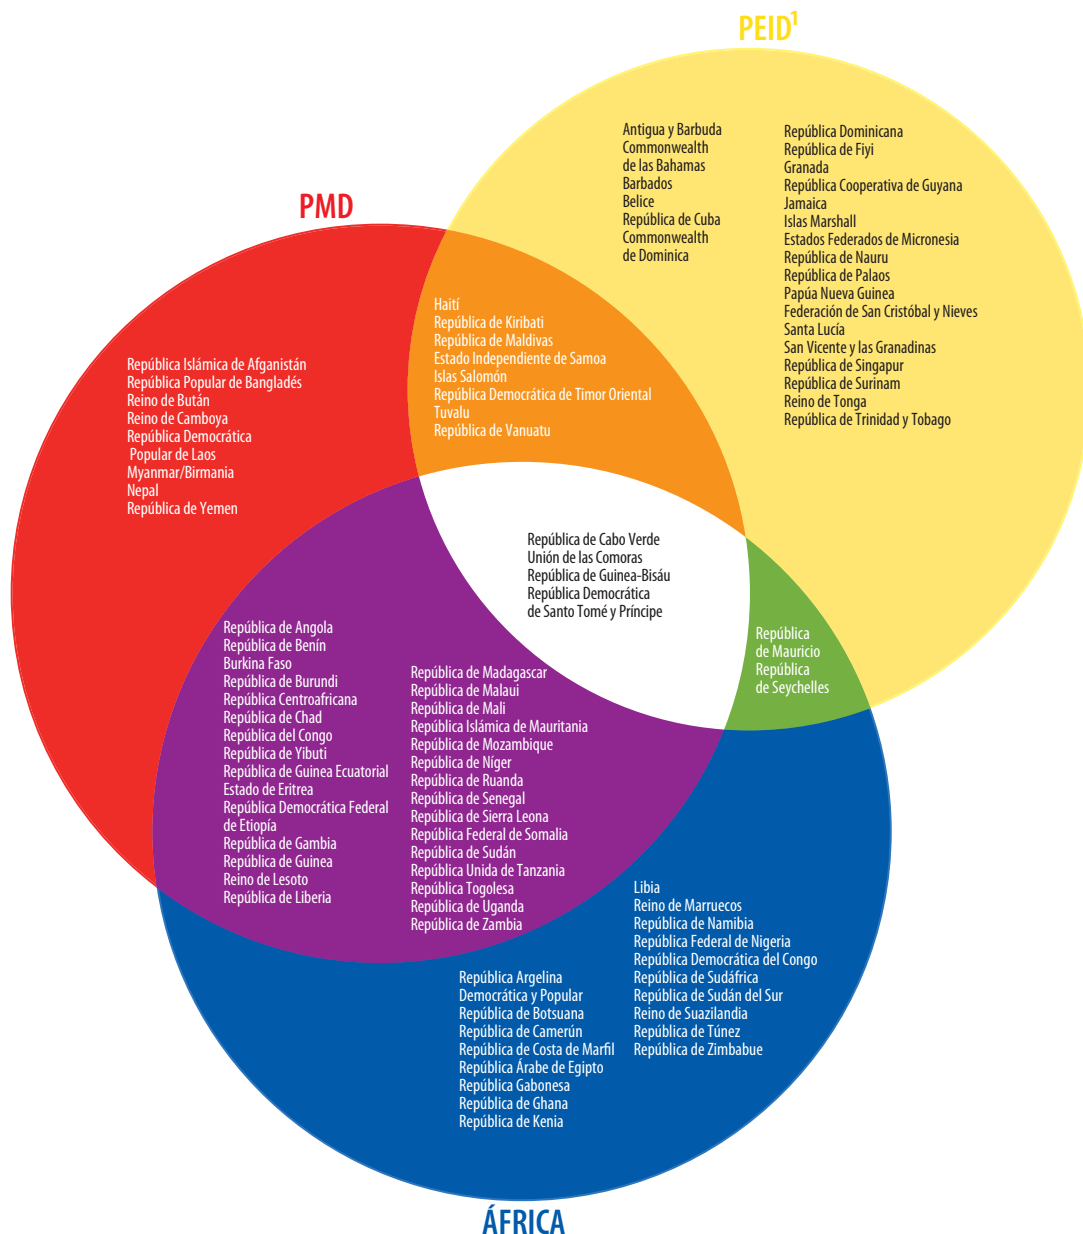 PEID¹
Antigua y Barbuda
Commonwealth
de las Bahamas
Barbados
Belice
República de Cuba
Commonwealth
de Dominica
República Dominicana
República de Fiyi
Granada
República Cooperativa de Guyana
Jamaica
Islas Marshall
Estados Federados de Micronesia
República de Nauru
República de Palaos
Papúa Nueva Guinea
Federación de San Cristóbal y Nieves
Santa Lucía
San Vicente y las Granadinas
República de Singapur
República de Surinam
Reino de Tonga
República de Trinidad y Tobago
PMD
Haití
República de Kiribati
República de Maldivas
Estado Independiente de Samoa
Islas Salomón
República Democrática de Timor Oriental
Tuvalu
República de Vanuatu
República Islámica de Afganistán
República Popular de Bangladés
Reino de Bután
Reino de Camboya
República Democrática
Popular de Laos
Myanmar/Birmania
Nepal
República de Yemen
República de Cabo Verde
Unión de las Comoras
República de Guinea-Bisáu
República Democrática
de Santo Tomé y Príncipe
República
de Mauricio
República
de Seychelles
República de Angola
República de Benín
Burkina Faso
República de Burundi
República Centroafricana
República de Chad
República del Congo
República de Yibuti
República de Guinea Ecuatorial
Estado de Eritrea
República Democrática Federal
de Etiopía
República de Gambia
República de Guinea
Reino de Lesoto
República de Liberia
República de Madagascar
República de Malaui
República de Mali
República Islámica de Mauritania
República de Mozambique
República de Níger
República de Ruanda
República de Senegal
República de Sierra Leona
República Federal de Somalia
República de Sudán
República Unida de Tanzania
República Togolesa
República de Uganda
República de Zambia
República Argelina
Democrática y Popular
República de Botsuana
República de Camerún
República de Costa de Marfil
República Árabe de Egipto
República Gabonesa
República de Ghana
República de Kenia
Libia
Reino de Marruecos
República de Namibia
República Federal de Nigeria
República Democrática del Congo
República de Sudáfrica
República de Sudán del Sur
Reino de Suazilandia
República de Túnez
República de Zimbabue
ÁFRICA